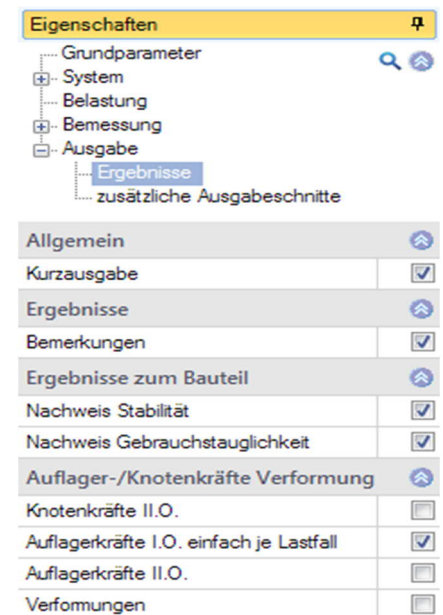 Eigenschaften
Grundparameter
System
Belastung
Bemessung
Ausgabe
Ergebnisse
zusätzliche Ausgabeschnitte
Allgemein
Kurzausgabe
Ergebnisse
Bemerkungen
Ergebnisse zum Bauteil
Nachweis Stabilität
Nachweis Gebrauchstauglichkeit
Auflager-/Knotenkräfte Verformung
Knotenkräfte II.O.
Auflagerkräfte I.O. einfach je Lastfall
Auflagerkräfte II.O.
Verformungen